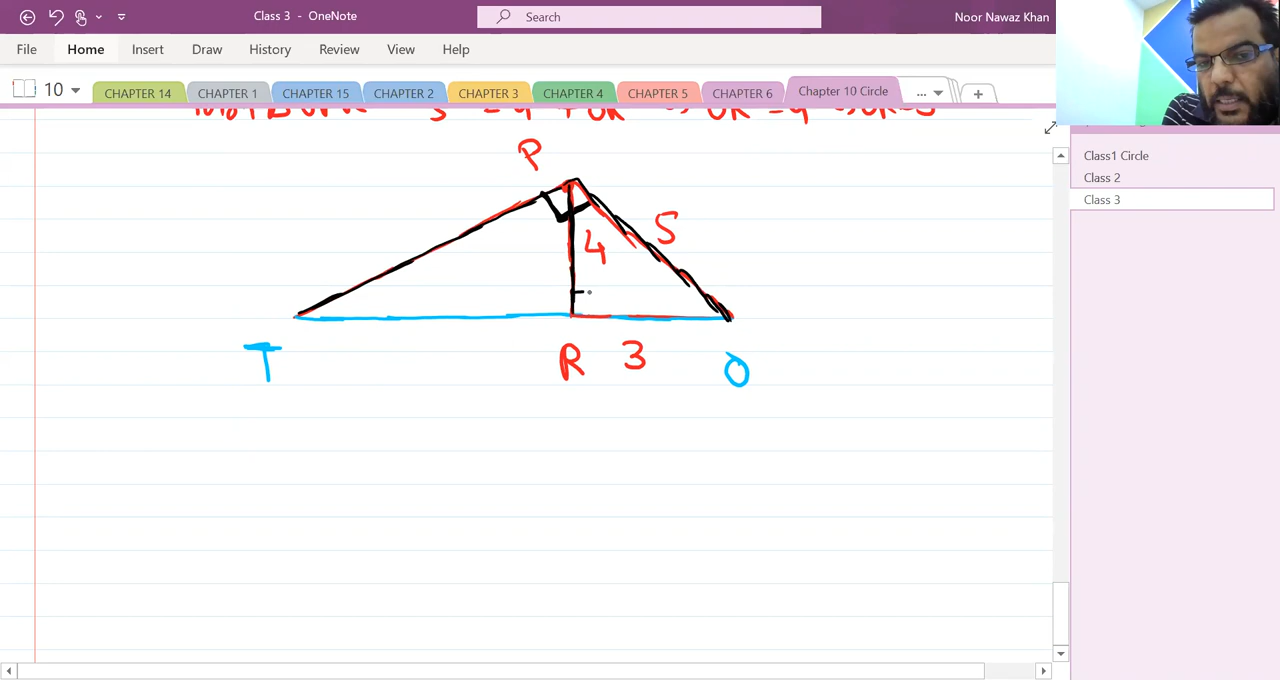 Class 3 - OneNote
Search
Noor Nawaz Khan
File Home Insert Draw History Review View Help
10 CHAPTER 14 CHAPTER 1 CHAPTER 15 CHAPTER 2 CHAPTER 3 CHAPTER 4 CHAPTER 5 CHAPTER 6 Chapter 10 Circle ... +
Class1 Circle
Class 2
Class 3
P
5
4
T R 3 O